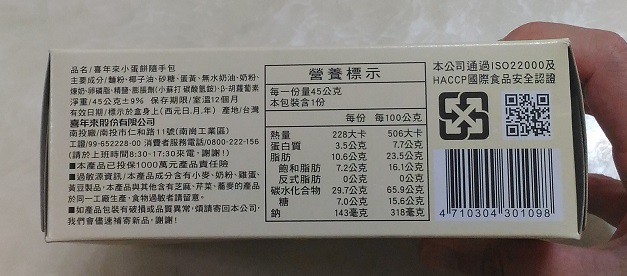 品名/喜年來小蛋餅隨手包
主要成分/麵粉、椰子油、砂糖、蛋黃、無水奶油、奶粉、
煉奶、卵磷脂、精鹽、膨脹劑(小蘇打 碳酸氫銨)、β-胡蘿蔔素
淨重/45公克±9% 保存期限/室溫12個月
有效日期/標示於盒身上(西元日.月.年) 產地/台灣
喜年來股份有限公司
南投廠/南投市仁和路11號(南崗工業區)
工證/99-652228-00 消費者服務電話/0800-222-156
(請於上班時間8:30-17:30來電,謝謝!)
■本產品已投保1000萬元產品責任險
■過敏源資訊/本產品成分含有小麥、奶粉、雞蛋、
黃豆製品,本產品與其他含有芝麻、芹菜、蕎麥的產品
於同一工廠生產,食物過敏者請留意。
■如產品包裝有破損或品質異常,煩請寄回本公司,
我們會儘速補寄新品,謝謝!
營養標示
每一份量45公克
本包裝含1份
每份 每100公克
熱量 228大卡 506大卡
蛋白質 3.5公克 7.7公克
脂肪 10.6公克 23.5公克
飽和脂肪 7.2公克 16.1公克
反式脂肪 0公克 0公克
碳水化合物 29.7公克 65.9公克
糖 7.0公克 15.6公克
鈉 143毫克 318毫克
本公司通過ISO22000及
HACCP國際食品安全認證
4 710304 301098